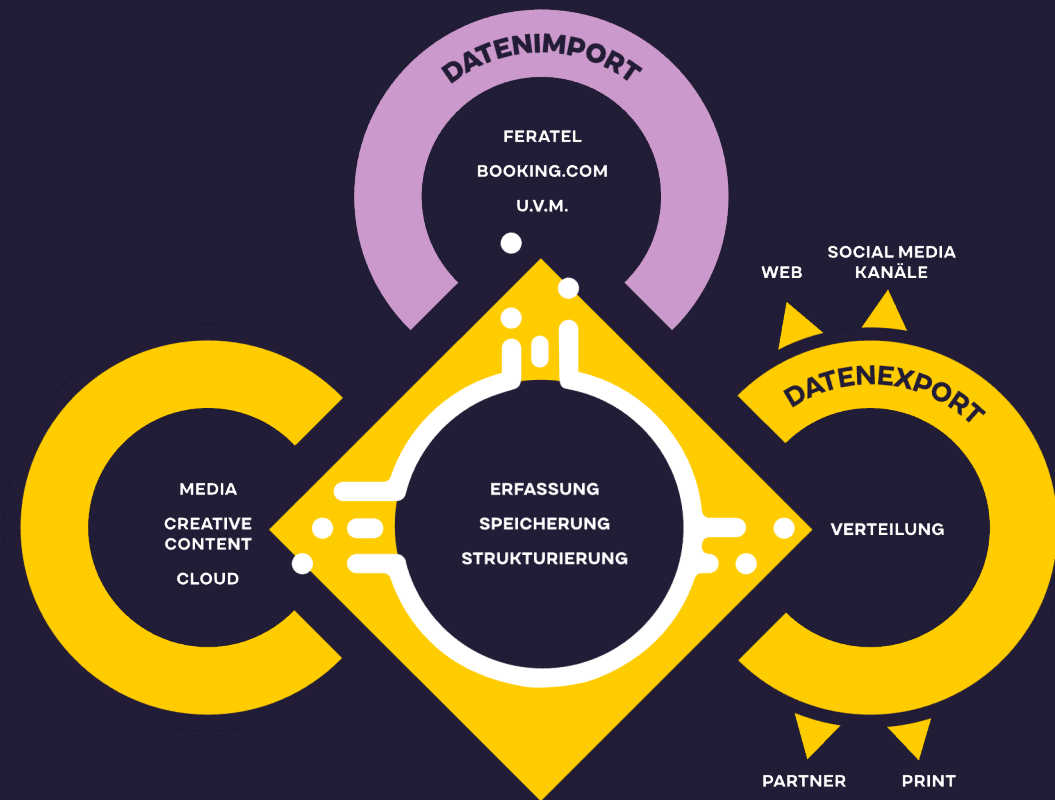 DATENIMPORT
FERATEL
BOOKING.COM
U.V.M.
WEB
SOCIAL MEDIA
KANÄLE
DATENEXPORT
MEDIA
CREATIVE
CONTENT
CLOUD
ERFASSUNG
SPEICHERUNG
STRUKTURIERUNG
VERTEILUNG
PARTNER
PRINT